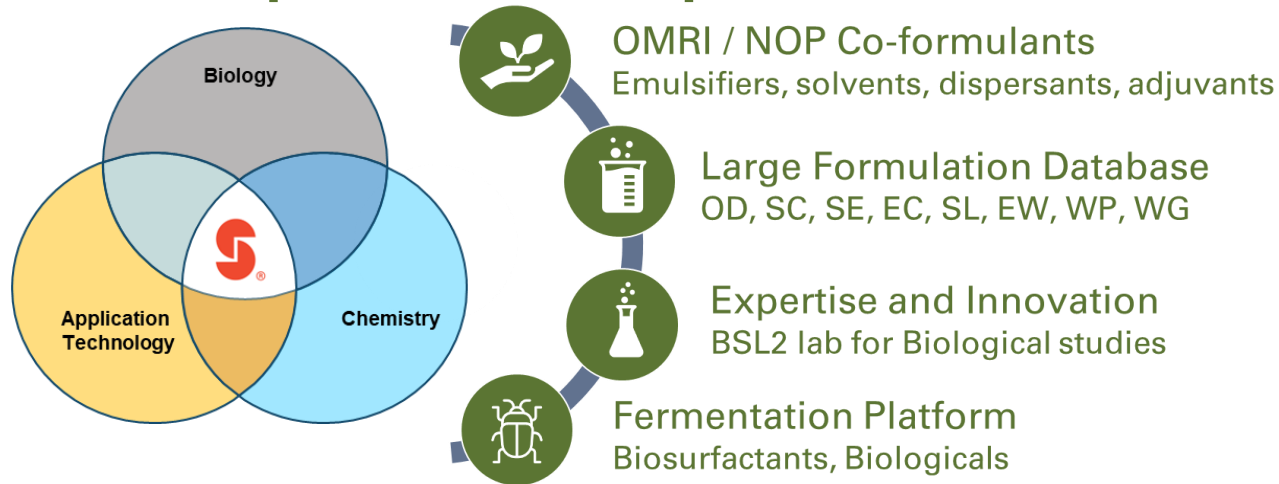 Biology
Application
Technology
Chemistry
®
OMRI / NOP Co-formulants
Emulsifiers, solvents, dispersants, adjuvants
Large Formulation Database
OD, SC, SE, EC, SL, EW, WP, WG
Expertise and Innovation
BSL2 lab for Biological studies
Fermentation Platform
Biosurfactants, Biologicals